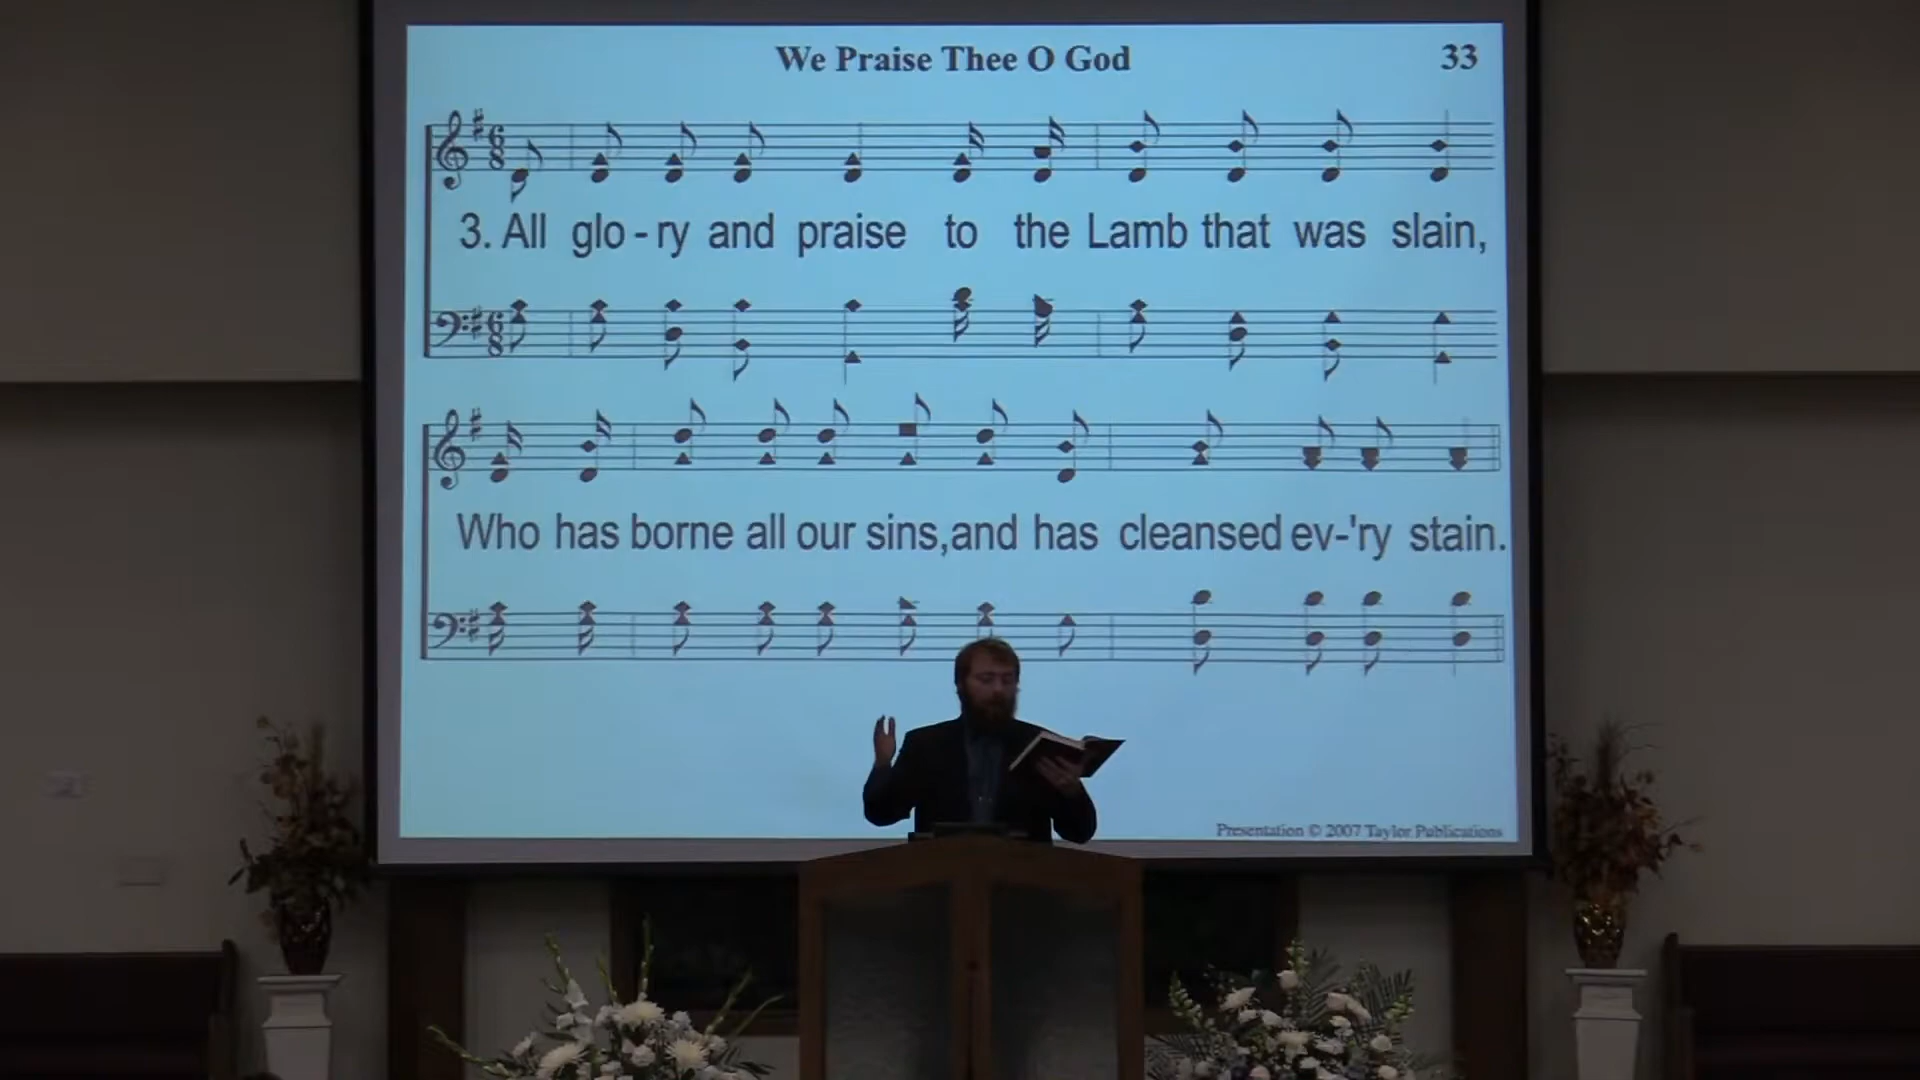 We Praise Thee O God 33
3. All glo - ry and praise to the Lamb that was slain,
Who has borne all our sins, and has cleansed ev-'ry stain.
Presentation © 2007 Taylor Publications